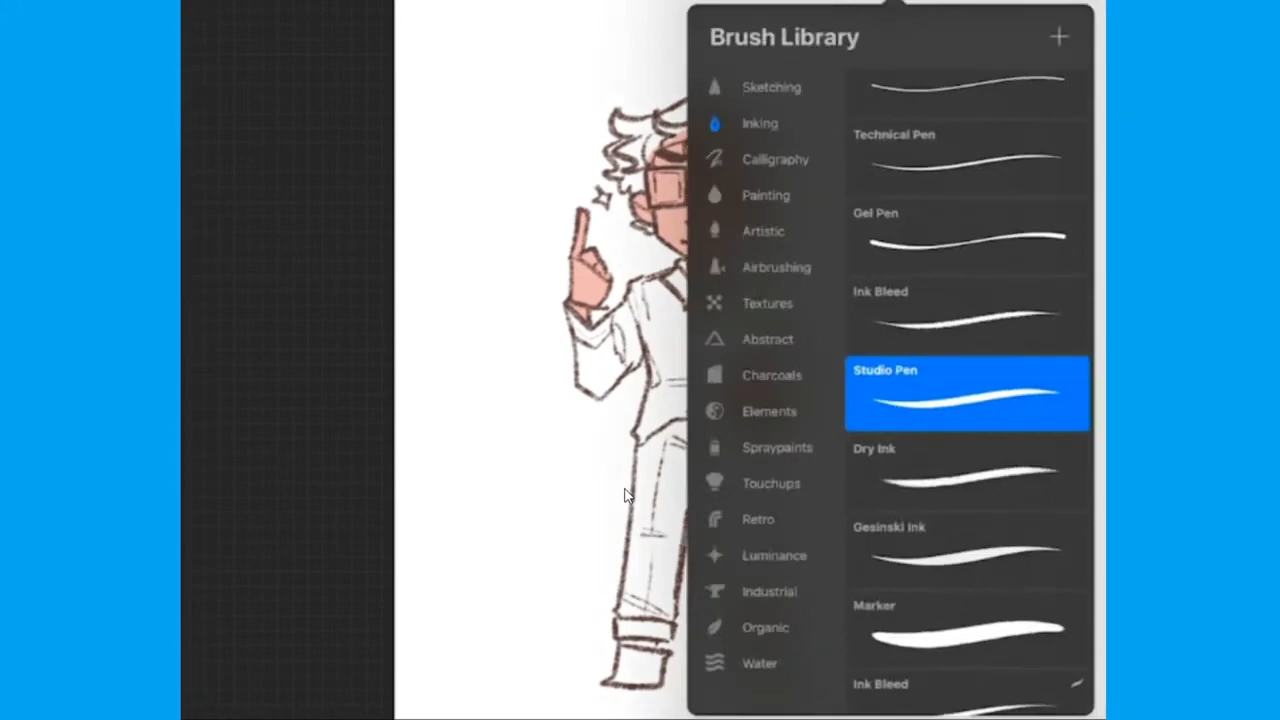 Brush Library
Sketching
Inking
Calligraphy
Painting
Artistic
Airbrushing
Textures
Abstract
Charcoals
Elements
Spraypaints
Touchups
Retro
Luminance
Industrial
Organic
Water
Technical Pen
Gel Pen
Ink Bleed
Studio Pen
Dry Ink
Gesinski Ink
Marker
Ink Bleed